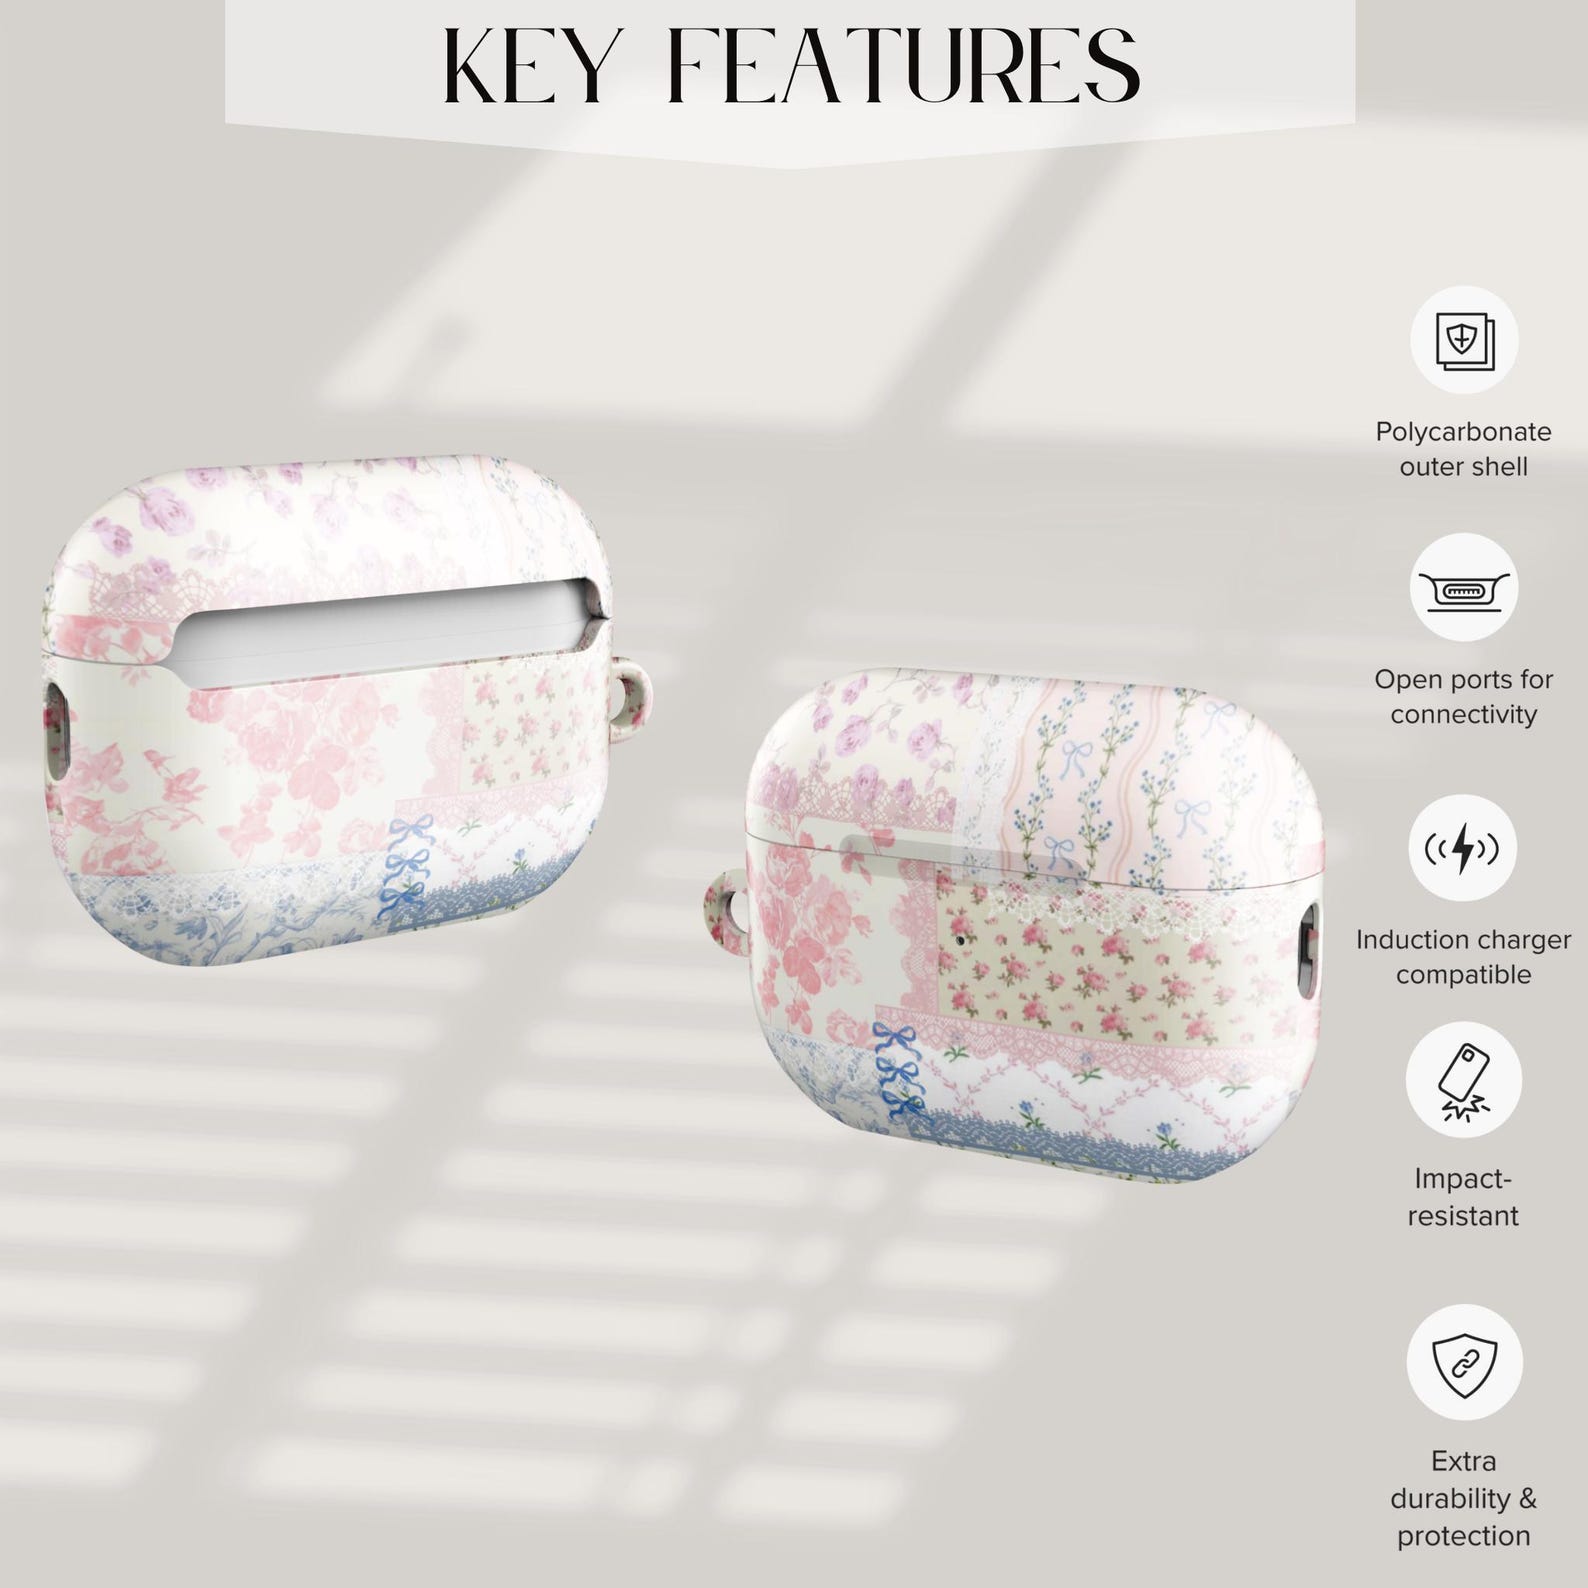 KEY FEATURES
Polycarbonate
outer shell
Open ports for
connectivity
Induction charger
compatible
Impact-
resistant
Extra
durability &
protection